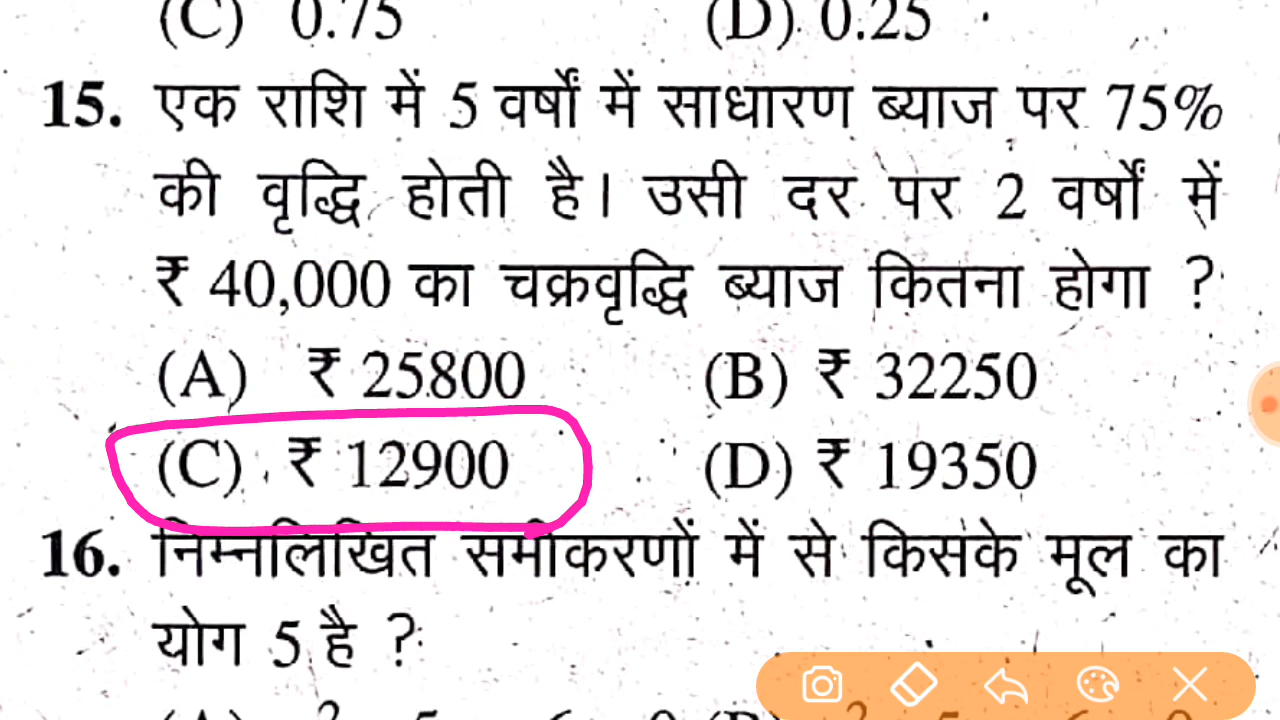 (C) 0.75 (D) 0.25
15. एक राशि में 5 वर्षों में साधारण ब्याज पर 75%
की वृद्धि होती है। उसी दर पर 2 वर्षों में
₹ 40,000 का चक्रवृद्धि ब्याज कितना होगा ?
(A) ₹ 25800 (B) ₹ 32250
(C) ₹ 12900 (D) ₹ 19350
16. निम्नलिखित समीकरणों में से किसके मूल का
योग 5 है ?